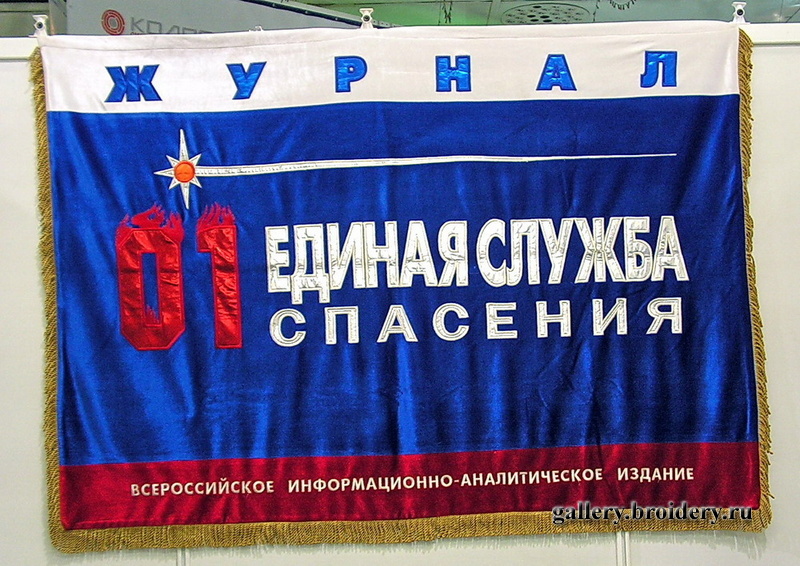 ЖУРНАЛ
01 ЕДИНАЯ СЛУЖБА
СПАСЕНИЯ
ВСЕРОССИЙСКОЕ ИНФОРМАЦИОННО-АНАЛИТИЧЕСКОЕ ИЗДАНИЕ
gallery.broidery.ru